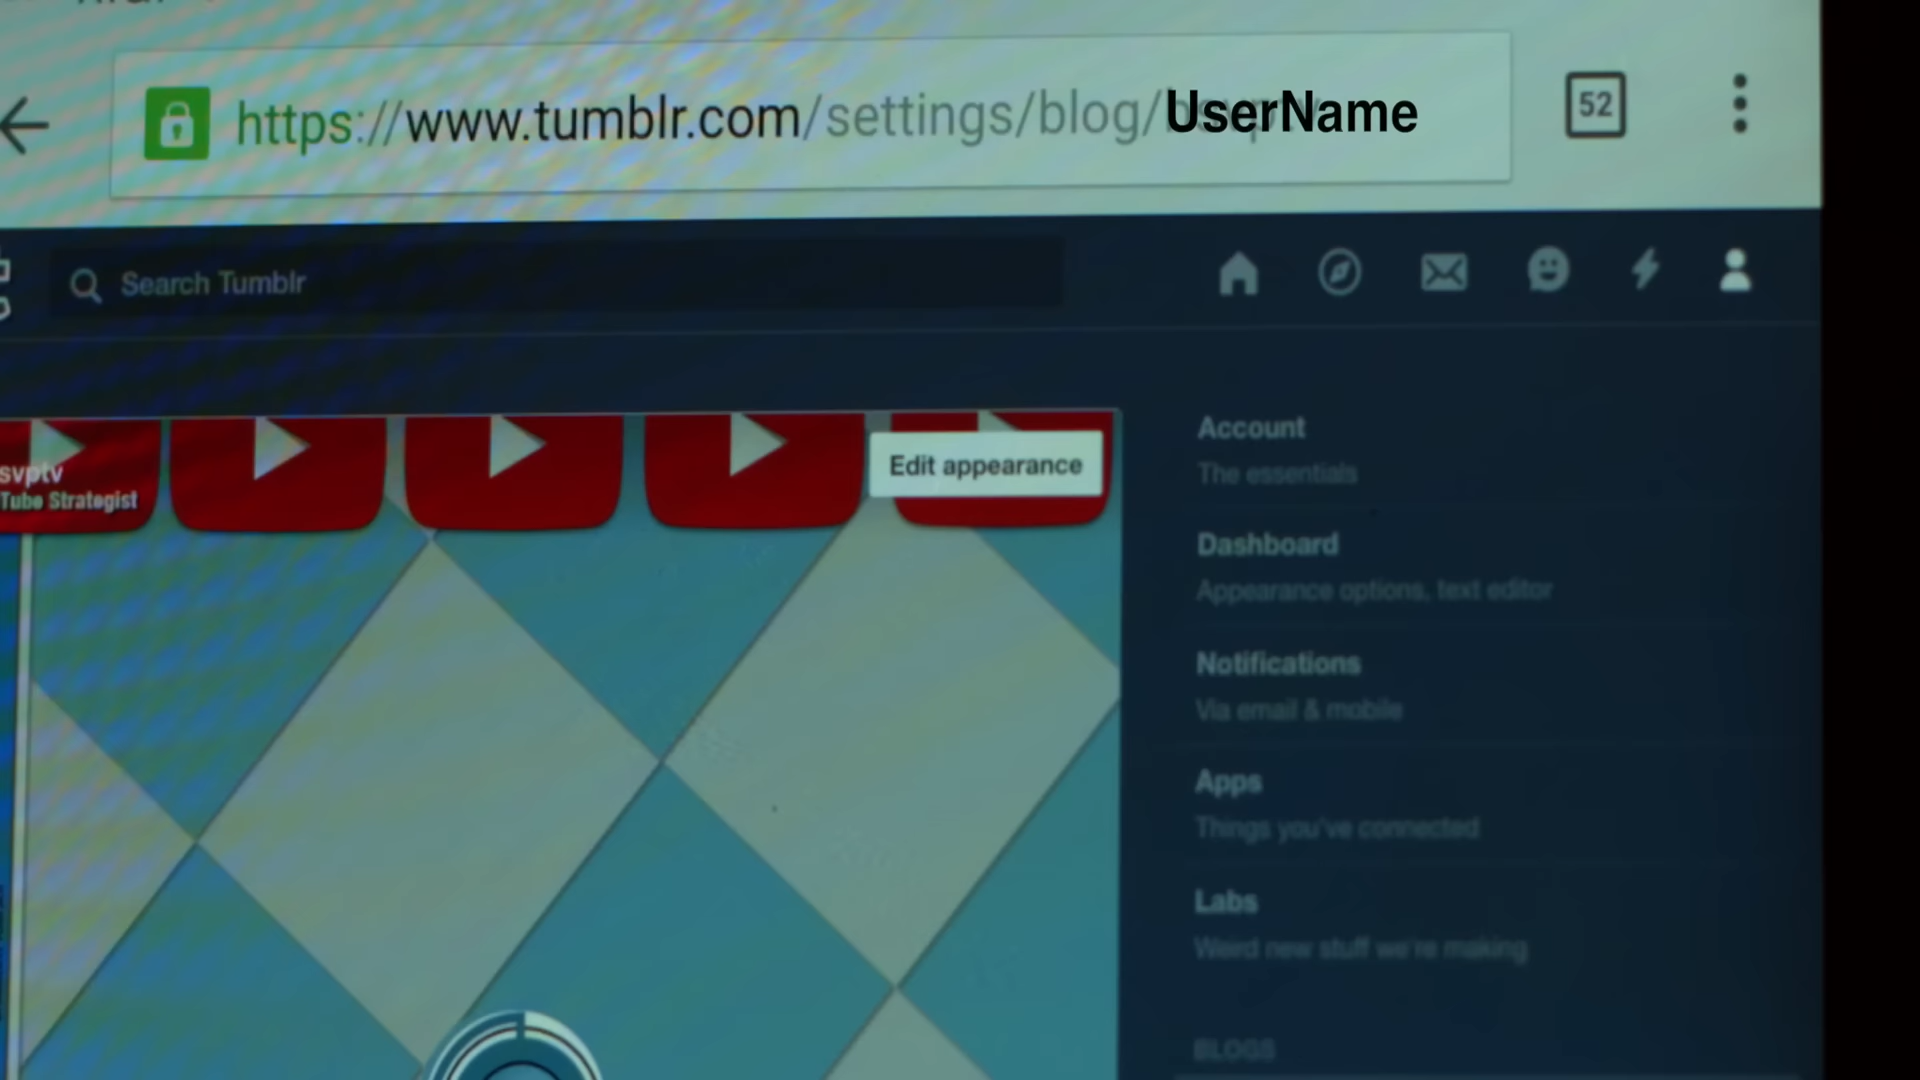 https://www.tumblr.com/settings/blog/UserName
52
Search Tumblr
svptv
Tube Strategist
Edit appearance
Account
The essentials
Dashboard
Appearance options, text editor
Notifications
Via email & mobile
Apps
Things you've connected
Labs
Weird new stuff we're making
BLOGS